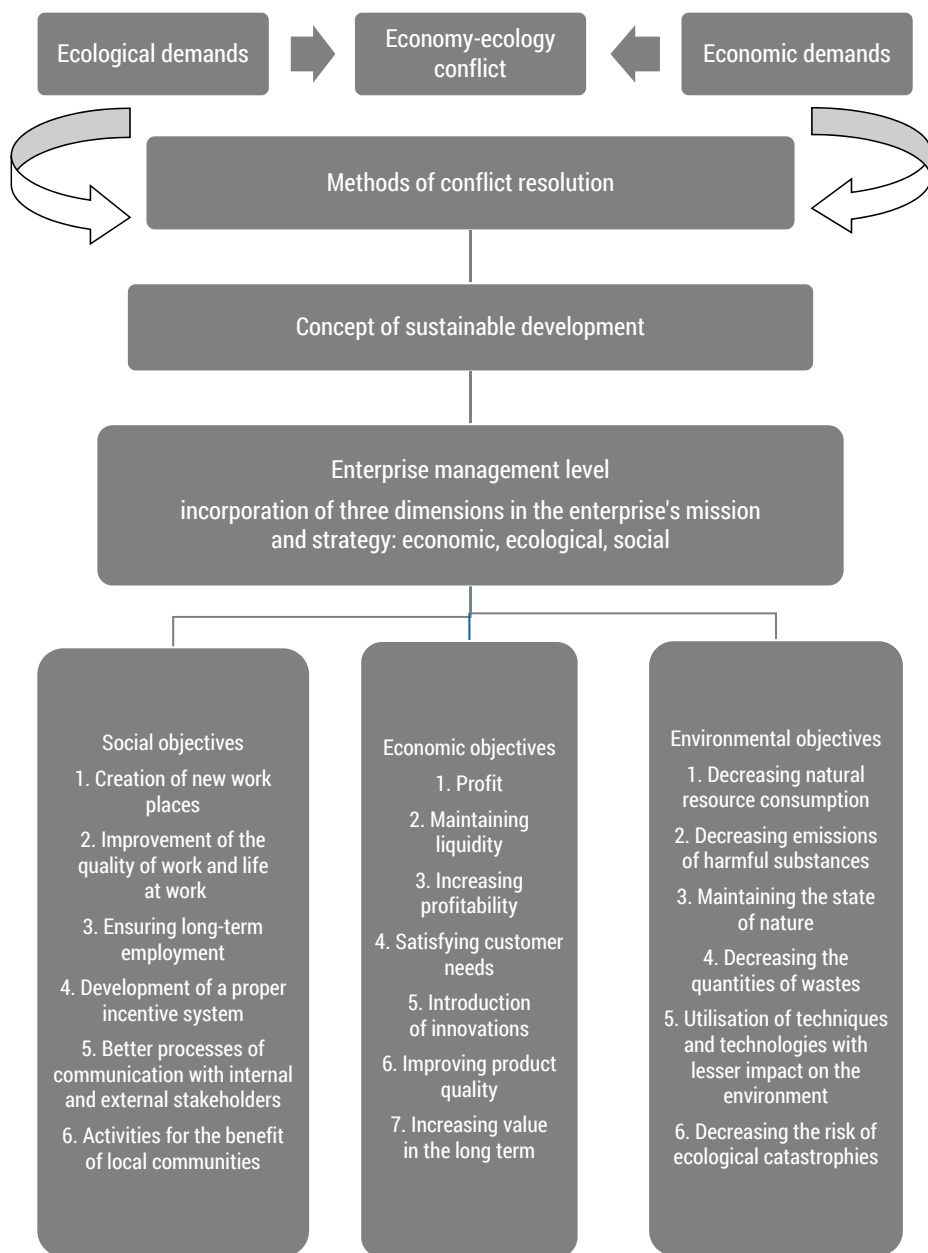 Ecological demands
Economy-ecology
conflict
Economic demands
Methods of conflict resolution
Concept of sustainable development
Enterprise management level
incorporation of three dimensions in the enterprise's mission
and strategy: economic, ecological, social
Social objectives
1. Creation of new work
places
2. Improvement of the
quality of work and life
at work
3. Ensuring long-term
employment
4. Development of a proper
incentive system
5. Better processes of
communication with internal
and external stakeholders
6. Activities for the benefit
of local communities
Economic objectives
1. Profit
2. Maintaining
liquidity
3. Increasing
profitability
4. Satisfying customer
needs
5. Introduction
of innovations
6. Improving product
quality
7. Increasing value
in the long term
Environmental objectives
1. Decreasing natural
resource consumption
2. Decreasing emissions
of harmful substances
3. Maintaining the state
of nature
4. Decreasing the
quantities of wastes
5. Utilisation of techniques
and technologies with
lesser impact on the
environment
6. Decreasing the risk of
ecological catastrophies